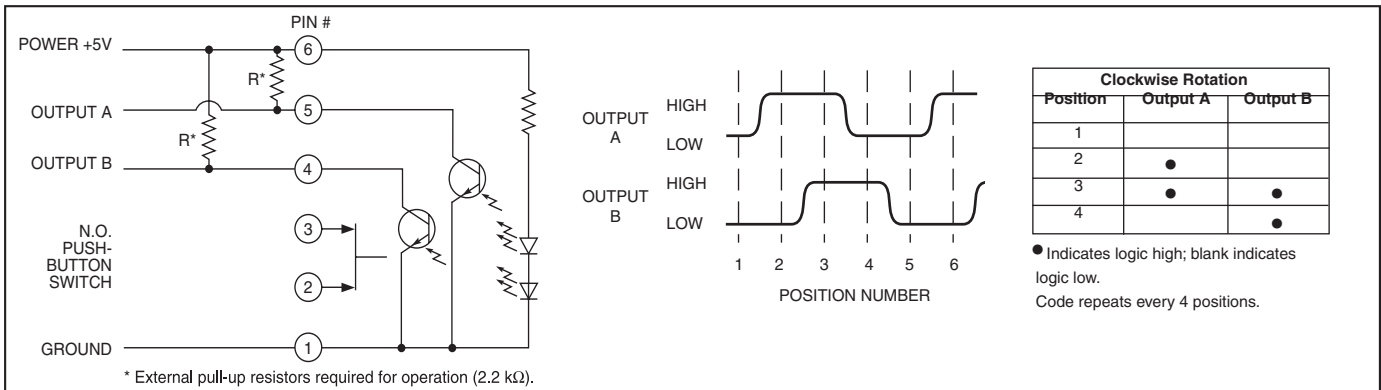 PIN #
POWER +5V
6
R*
OUTPUT A
5
R*
OUTPUT B
4
N.O.
PUSH-
BUTTON
SWITCH
3
2
GROUND
1
* External pull-up resistors required for operation (2.2 kΩ).
OUTPUT
A
HIGH
LOW
OUTPUT
B
HIGH
LOW
1 2 3 4 5 6
POSITION NUMBER
Clockwise Rotation
Position Output A Output B
1
2 ●
3 ● ●
4 ●
● Indicates logic high; blank indicates
logic low.
Code repeats every 4 positions.